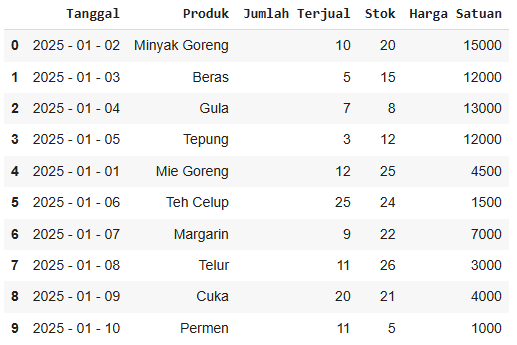 Tanggal Produk Jumlah Terjual Stok Harga Satuan
0 2025 - 01 - 02 Minyak Goreng 10 20 15000
1 2025 - 01 - 03 Beras 5 15 12000
2 2025 - 01 - 04 Gula 7 8 13000
3 2025 - 01 - 05 Tepung 3 12 12000
4 2025 - 01 - 01 Mie Goreng 12 25 4500
5 2025 - 01 - 06 Teh Celup 25 24 1500
6 2025 - 01 - 07 Margarin 9 22 7000
7 2025 - 01 - 08 Telur 11 26 3000
8 2025 - 01 - 09 Cuka 20 21 4000
9 2025 - 01 - 10 Permen 11 5 1000